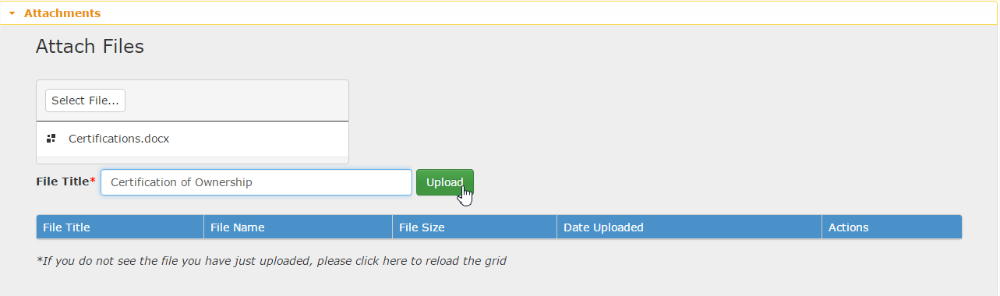 Attachments
Attach Files
Select File...
Certifications.docx
File Title* Certification of Ownership Upload
File Title File Name File Size Date Uploaded Actions
*If you do not see the file you have just uploaded, please click here to reload the grid